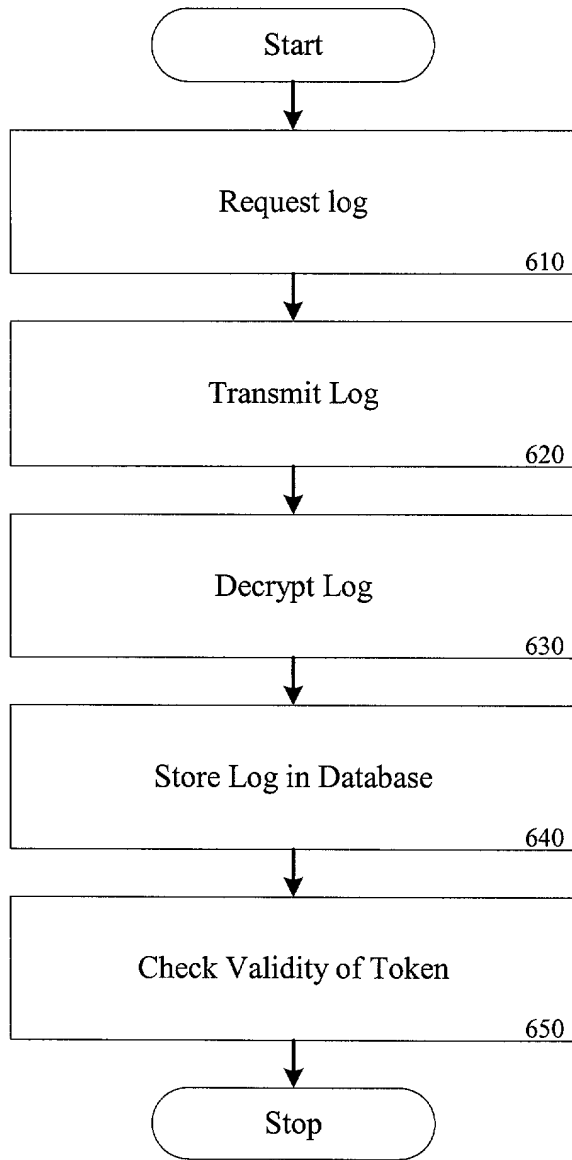 Start
Request log
610
Transmit Log
620
Decrypt Log
630
Store Log in Database
640
Check Validity of Token
650
Stop